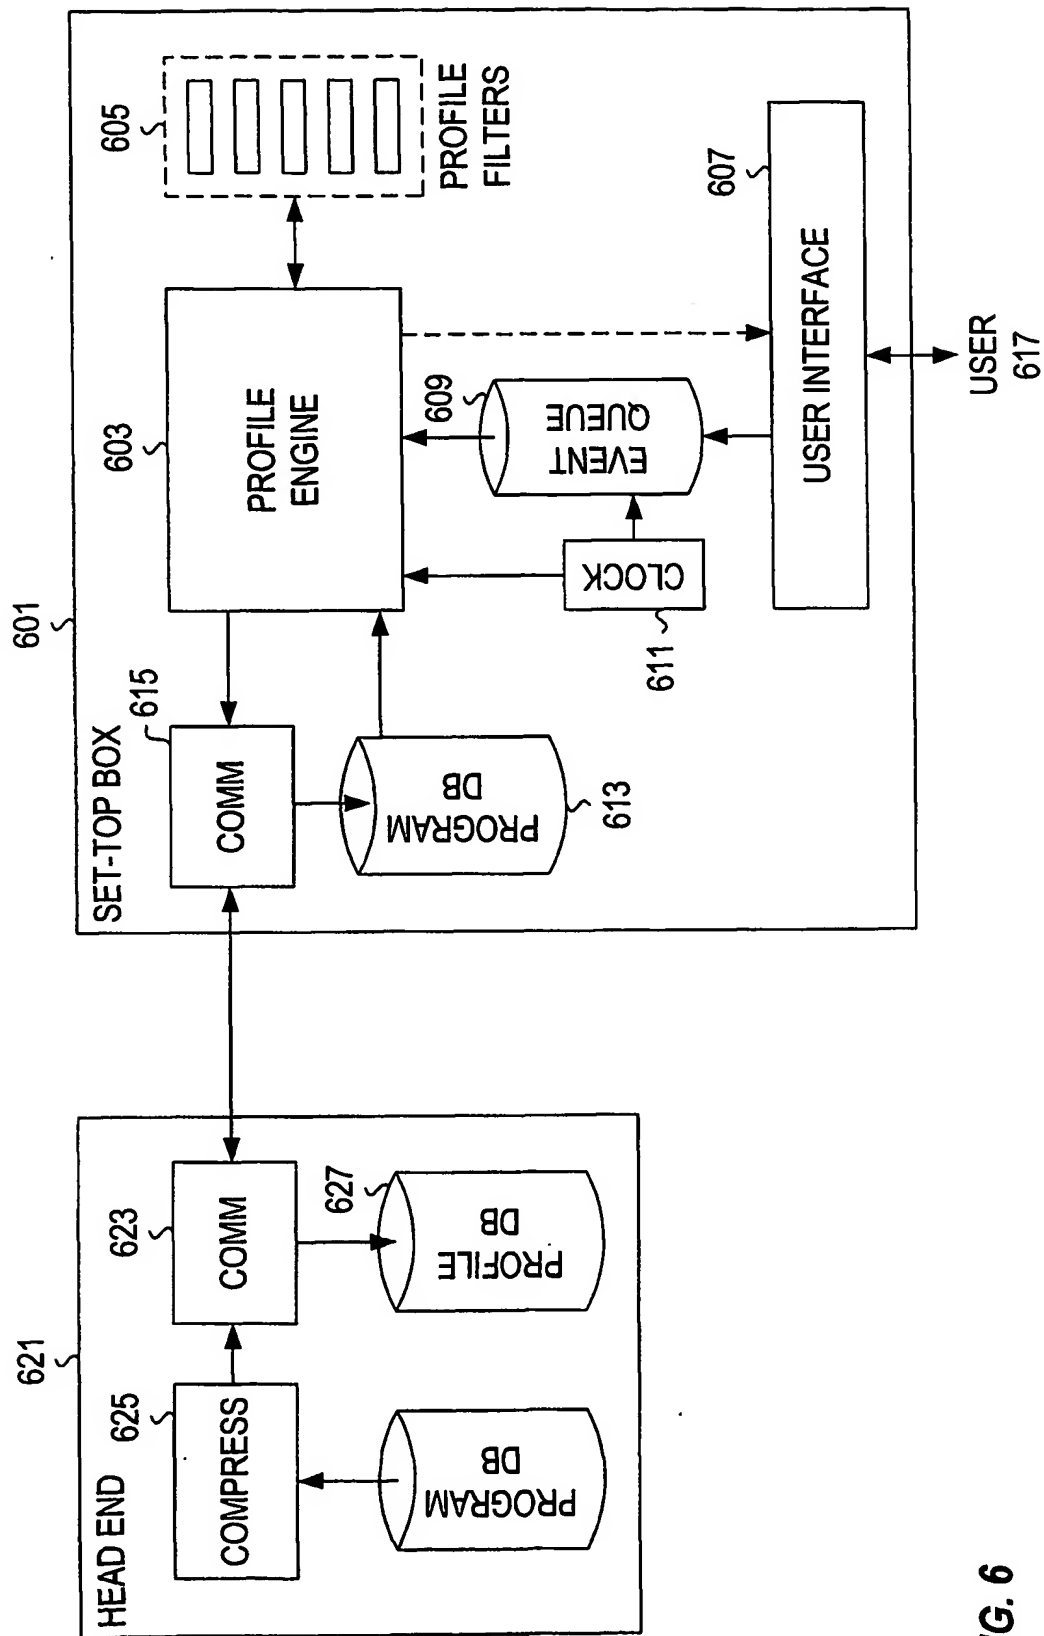 HEAD END
621
625
COMPRESS
PROGRAM
DB
623
COMM
627
PROFILE
DB
SET-TOP BOX
601
615
COMM
PROGRAM
DB
613
603
PROFILE
ENGINE
605
PROFILE
FILTERS
609
EVENT
QUEUE
CLOCK
611
607
USER INTERFACE
USER
617
G. 6